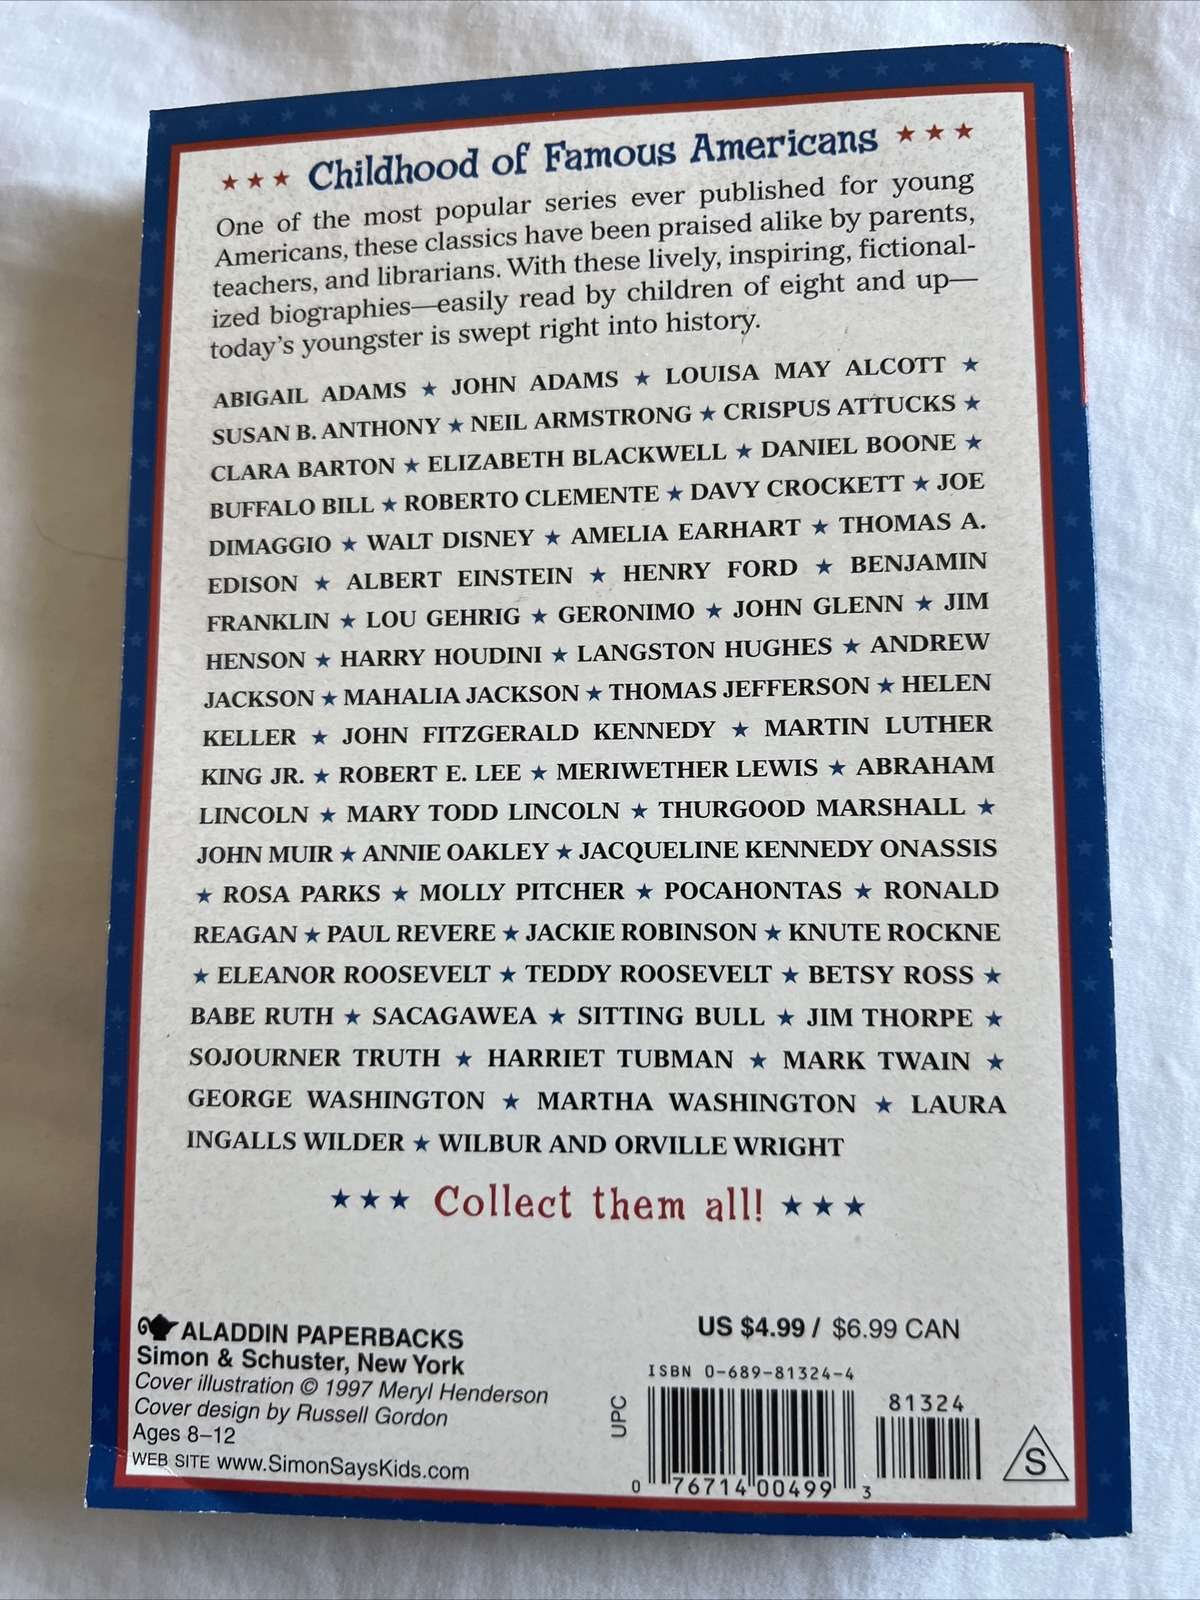 ★ ★ ★ Childhood of Famous Americans ★ ★ ★
One of the most popular series ever published for young
Americans, these classics have been praised alike by parents,
teachers, and librarians. With these lively, inspiring, fictional-
ized biographies—easily read by children of eight and up—
today's youngster is swept right into history.
ABIGAIL ADAMS ★ JOHN ADAMS ★ LOUISA MAY ALCOTT ★
SUSAN B. ANTHONY ★ NEIL ARMSTRONG ★ CRISPUS ATTUCKS ★
CLARA BARTON ★ ELIZABETH BLACKWELL ★ DANIEL BOONE ★
BUFFALO BILL ★ ROBERTO CLEMENTE ★ DAVY CROCKETT ★ JOE
DIMAGGIO ★ WALT DISNEY ★ AMELIA EARHART ★ THOMAS A.
EDISON ★ ALBERT EINSTEIN ★ HENRY FORD ★ BENJAMIN
FRANKLIN ★ LOU GEHRIG ★ GERONIMO ★ JOHN GLENN ★ JIM
HENSON ★ HARRY HOUDINI ★ LANGSTON HUGHES ★ ANDREW
JACKSON ★ MAHALIA JACKSON ★ THOMAS JEFFERSON ★ HELEN
KELLER ★ JOHN FITZGERALD KENNEDY ★ MARTIN LUTHER
KING JR. ★ ROBERT E. LEE ★ MERIWETHER LEWIS ★ ABRAHAM
LINCOLN ★ MARY TODD LINCOLN ★ THURGOOD MARSHALL ★
JOHN MUIR ★ ANNIE OAKLEY ★ JACQUELINE KENNEDY ONASSIS
★ ROSA PARKS ★ MOLLY PITCHER ★ POCAHONTAS ★ RONALD
REAGAN ★ PAUL REVERE ★ JACKIE ROBINSON ★ KNUTE ROCKNE
★ ELEANOR ROOSEVELT ★ TEDDY ROOSEVELT ★ BETSY ROSS ★
BABE RUTH ★ SACAGAWEA ★ SITTING BULL ★ JIM THORPE ★
SOJOURNER TRUTH ★ HARRIET TUBMAN ★ MARK TWAIN ★
GEORGE WASHINGTON ★ MARTHA WASHINGTON ★ LAURA
INGALLS WILDER ★ WILBUR AND ORVILLE WRIGHT
★ ★ ★ Collect them all! ★ ★ ★
ALADDIN PAPERBACKS
Simon & Schuster, New York
Cover illustration © 1997 Meryl Henderson
Cover design by Russell Gordon
Ages 8–12
WEB SITE www.SimonSaysKids.com
US $4.99 / $6.99 CAN
ISBN 0-689-81324-4
81324
UPC
0 76714 00499 3
S